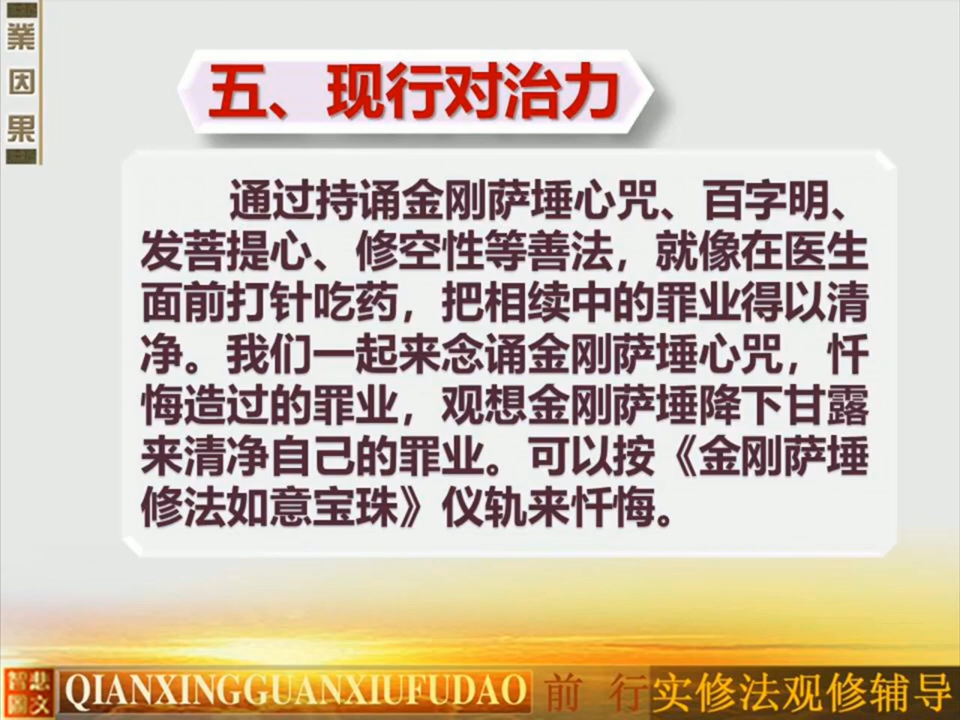 業因果
五、现行对治力
通过持诵金刚萨埵心咒、百字明、
发菩提心、修空性等善法，就像在医生
面前打针吃药，把相续中的罪业得以清
净。我们一起来念诵金刚萨埵心咒，忏
悔造过的罪业，观想金刚萨埵降下甘露
来清净自己的罪业。可以按《金刚萨埵
修法如意宝珠》仪轨来忏悔。
QIANXINGGUANXIUFUDAO 前 行 实修法观修辅导